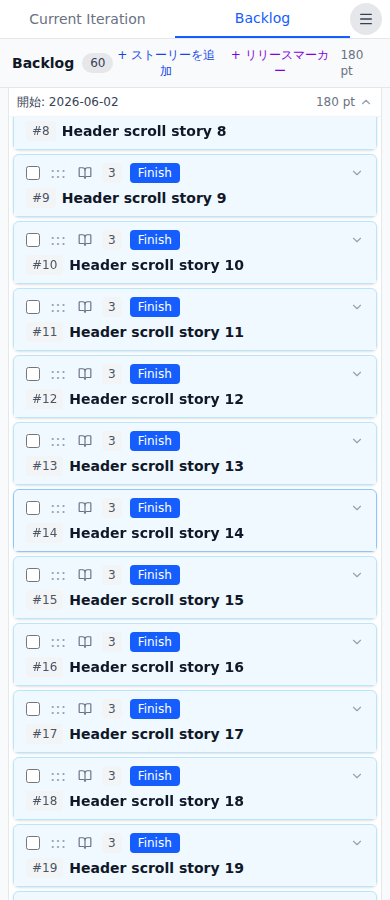 Current Iteration
Backlog
Backlog 60 + ストーリーを追加 + リリースマーカー 180 pt
開始: 2026-06-02 180 pt
#8 Header scroll story 8
3 Finish
#9 Header scroll story 9
3 Finish
#10 Header scroll story 10
3 Finish
#11 Header scroll story 11
3 Finish
#12 Header scroll story 12
3 Finish
#13 Header scroll story 13
3 Finish
#14 Header scroll story 14
3 Finish
#15 Header scroll story 15
3 Finish
#16 Header scroll story 16
3 Finish
#17 Header scroll story 17
3 Finish
#18 Header scroll story 18
3 Finish
#19 Header scroll story 19